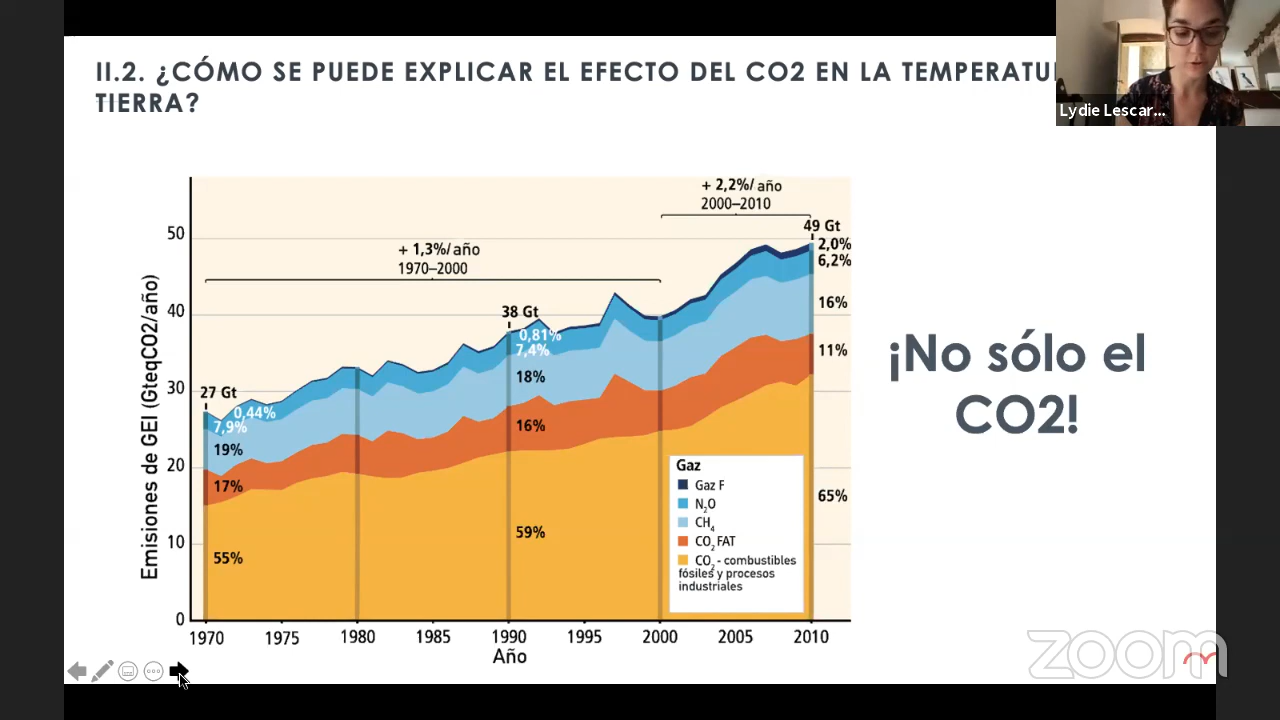 II.2. ¿CÓMO SE PUEDE EXPLICAR EL EFECTO DEL CO2 EN LA
TIERRA?
Lydie Lescar...
+ 2,2%/ año
2000–2010
49 Gt
2,0%
6,2%
16%
11%
65%
+ 1,3%/ año
1970–2000
38 Gt
0,81%
7,4%
18%
16%
59%
27 Gt
0,44%
7,9%
19%
17%
55%
Emisiones de GEI (GteqCO2/año)
50
40
30
20
10
0
1970 1975 1980 1985 1990 1995 2000 2005 2010
Año
Gaz
Gaz F
N2O
CH4
CO2 FAT
CO2 - combustibles
fósiles y procesos
industriales
¡No sólo el
CO2!
zoom